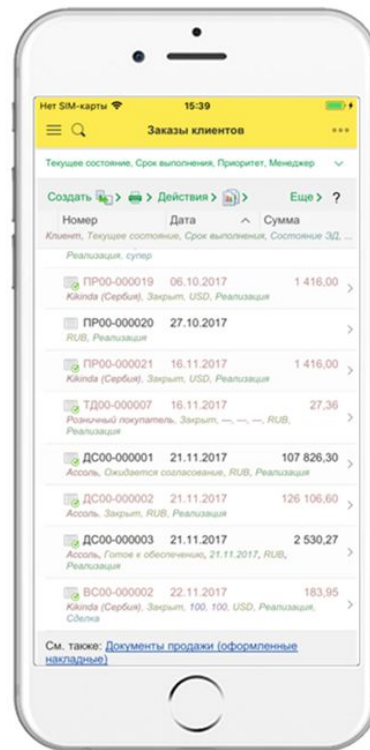 Нет SIM-карты 15:39
Заказы клиентов
Текущее состояние, Срок выполнения, Приоритет, Менеджер
Создать Действия Еще ?
Номер Дата Сумма
Клиент, Текущее состояние, Срок выполнения, Состояние ЭД, ...
Реализация, супер
ПР00-000019 06.10.2017 1 416,00
Kikinda (Сербия), Закрыт, USD, Реализация
ПР00-000020 27.10.2017
RUB, Реализация
ПР00-000021 16.11.2017 1 416,00
Kikinda (Сербия), Закрыт, USD, Реализация
ТД00-000007 16.11.2017 27,36
Розничный покупатель, Закрыт, —, —, —, RUB,
Реализация
ДС00-000001 21.11.2017 107 826,30
Ассоль, Ожидается согласование, RUB, Реализация
ДС00-000002 21.11.2017 126 106,60
Ассоль, Закрыт, RUB, Реализация
ДС00-000003 21.11.2017 2 530,27
Ассоль, Готов к обеспечению, 21.11.2017, RUB,
Реализация
ВС00-000002 22.11.2017 183,95
Kikinda (Сербия), Закрыт, 100, 100, USD, Реализация,
Сделка
См. также: Документы продажи (оформленные
накладные)